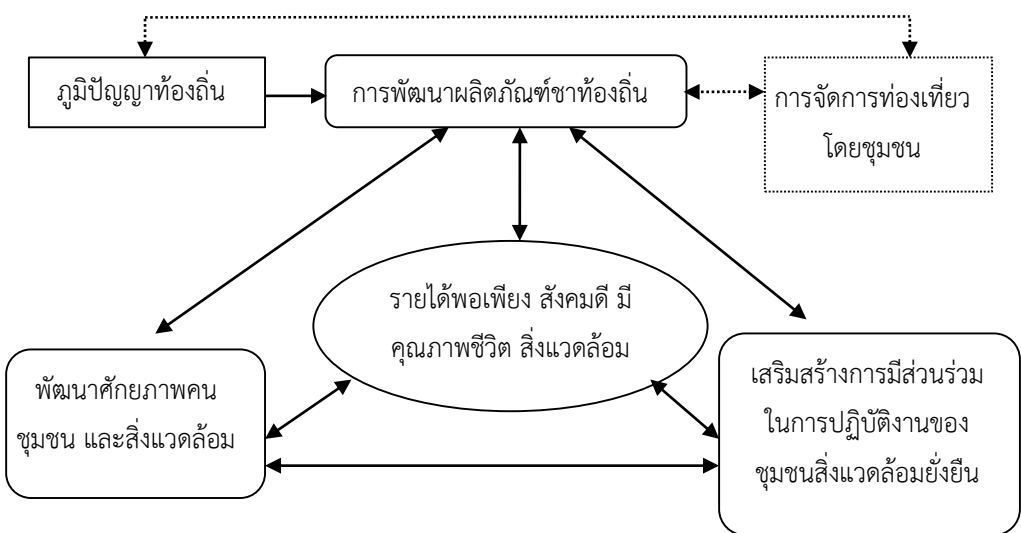 ภูมิปัญญาท้องถิ่น
การพัฒนาผลิตภัณฑ์ชาท้องถิ่น
การจัดการท่องเที่ยว
โดยชุมชน
รายได้พอเพียง สังคมดี มี
คุณภาพชีวิต สิ่งแวดล้อม
พัฒนาศักยภาพคน
ชุมชน และสิ่งแวดล้อม
เสริมสร้างการมีส่วนร่วม
ในการปฏิบัติงานของ
ชุมชนสิ่งแวดล้อมยั่งยืน